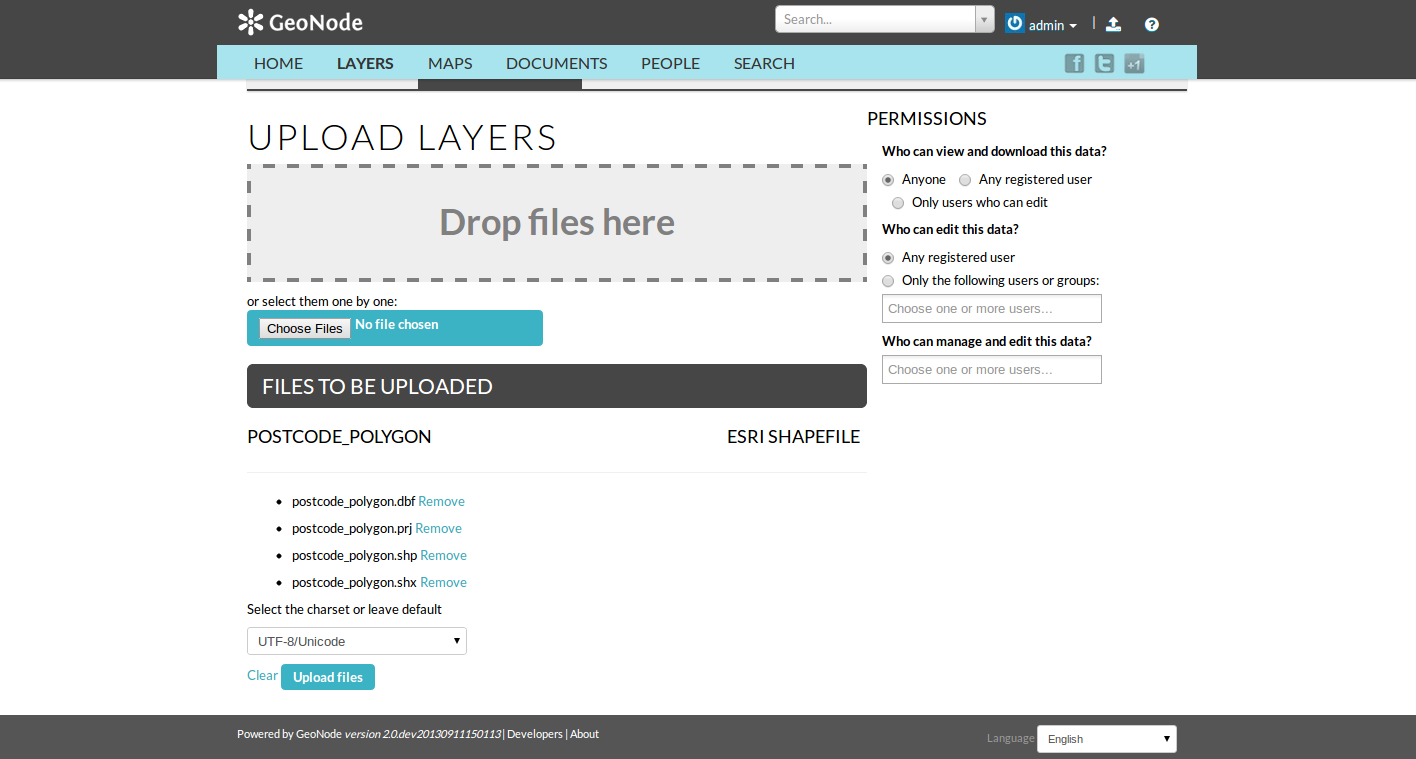 GeoNode
Search...
admin
HOME LAYERS MAPS DOCUMENTS PEOPLE SEARCH
f t +1
UPLOAD LAYERS
Drop files here
or select them one by one:
Choose Files No file chosen
FILES TO BE UPLOADED
POSTCODE_POLYGON ESRI SHAPEFILE
postcode_polygon.dbf Remove
postcode_polygon.prj Remove
postcode_polygon.shp Remove
postcode_polygon.shx Remove
Select the charset or leave default
UTF-8/Unicode
Clear Upload files
PERMISSIONS
Who can view and download this data?
Anyone Any registered user
Only users who can edit
Who can edit this data?
Any registered user
Only the following users or groups:
Choose one or more users...
Who can manage and edit this data?
Choose one or more users...
Powered by GeoNode version 2.0.dev20130911150113 | Developers | About
Language English